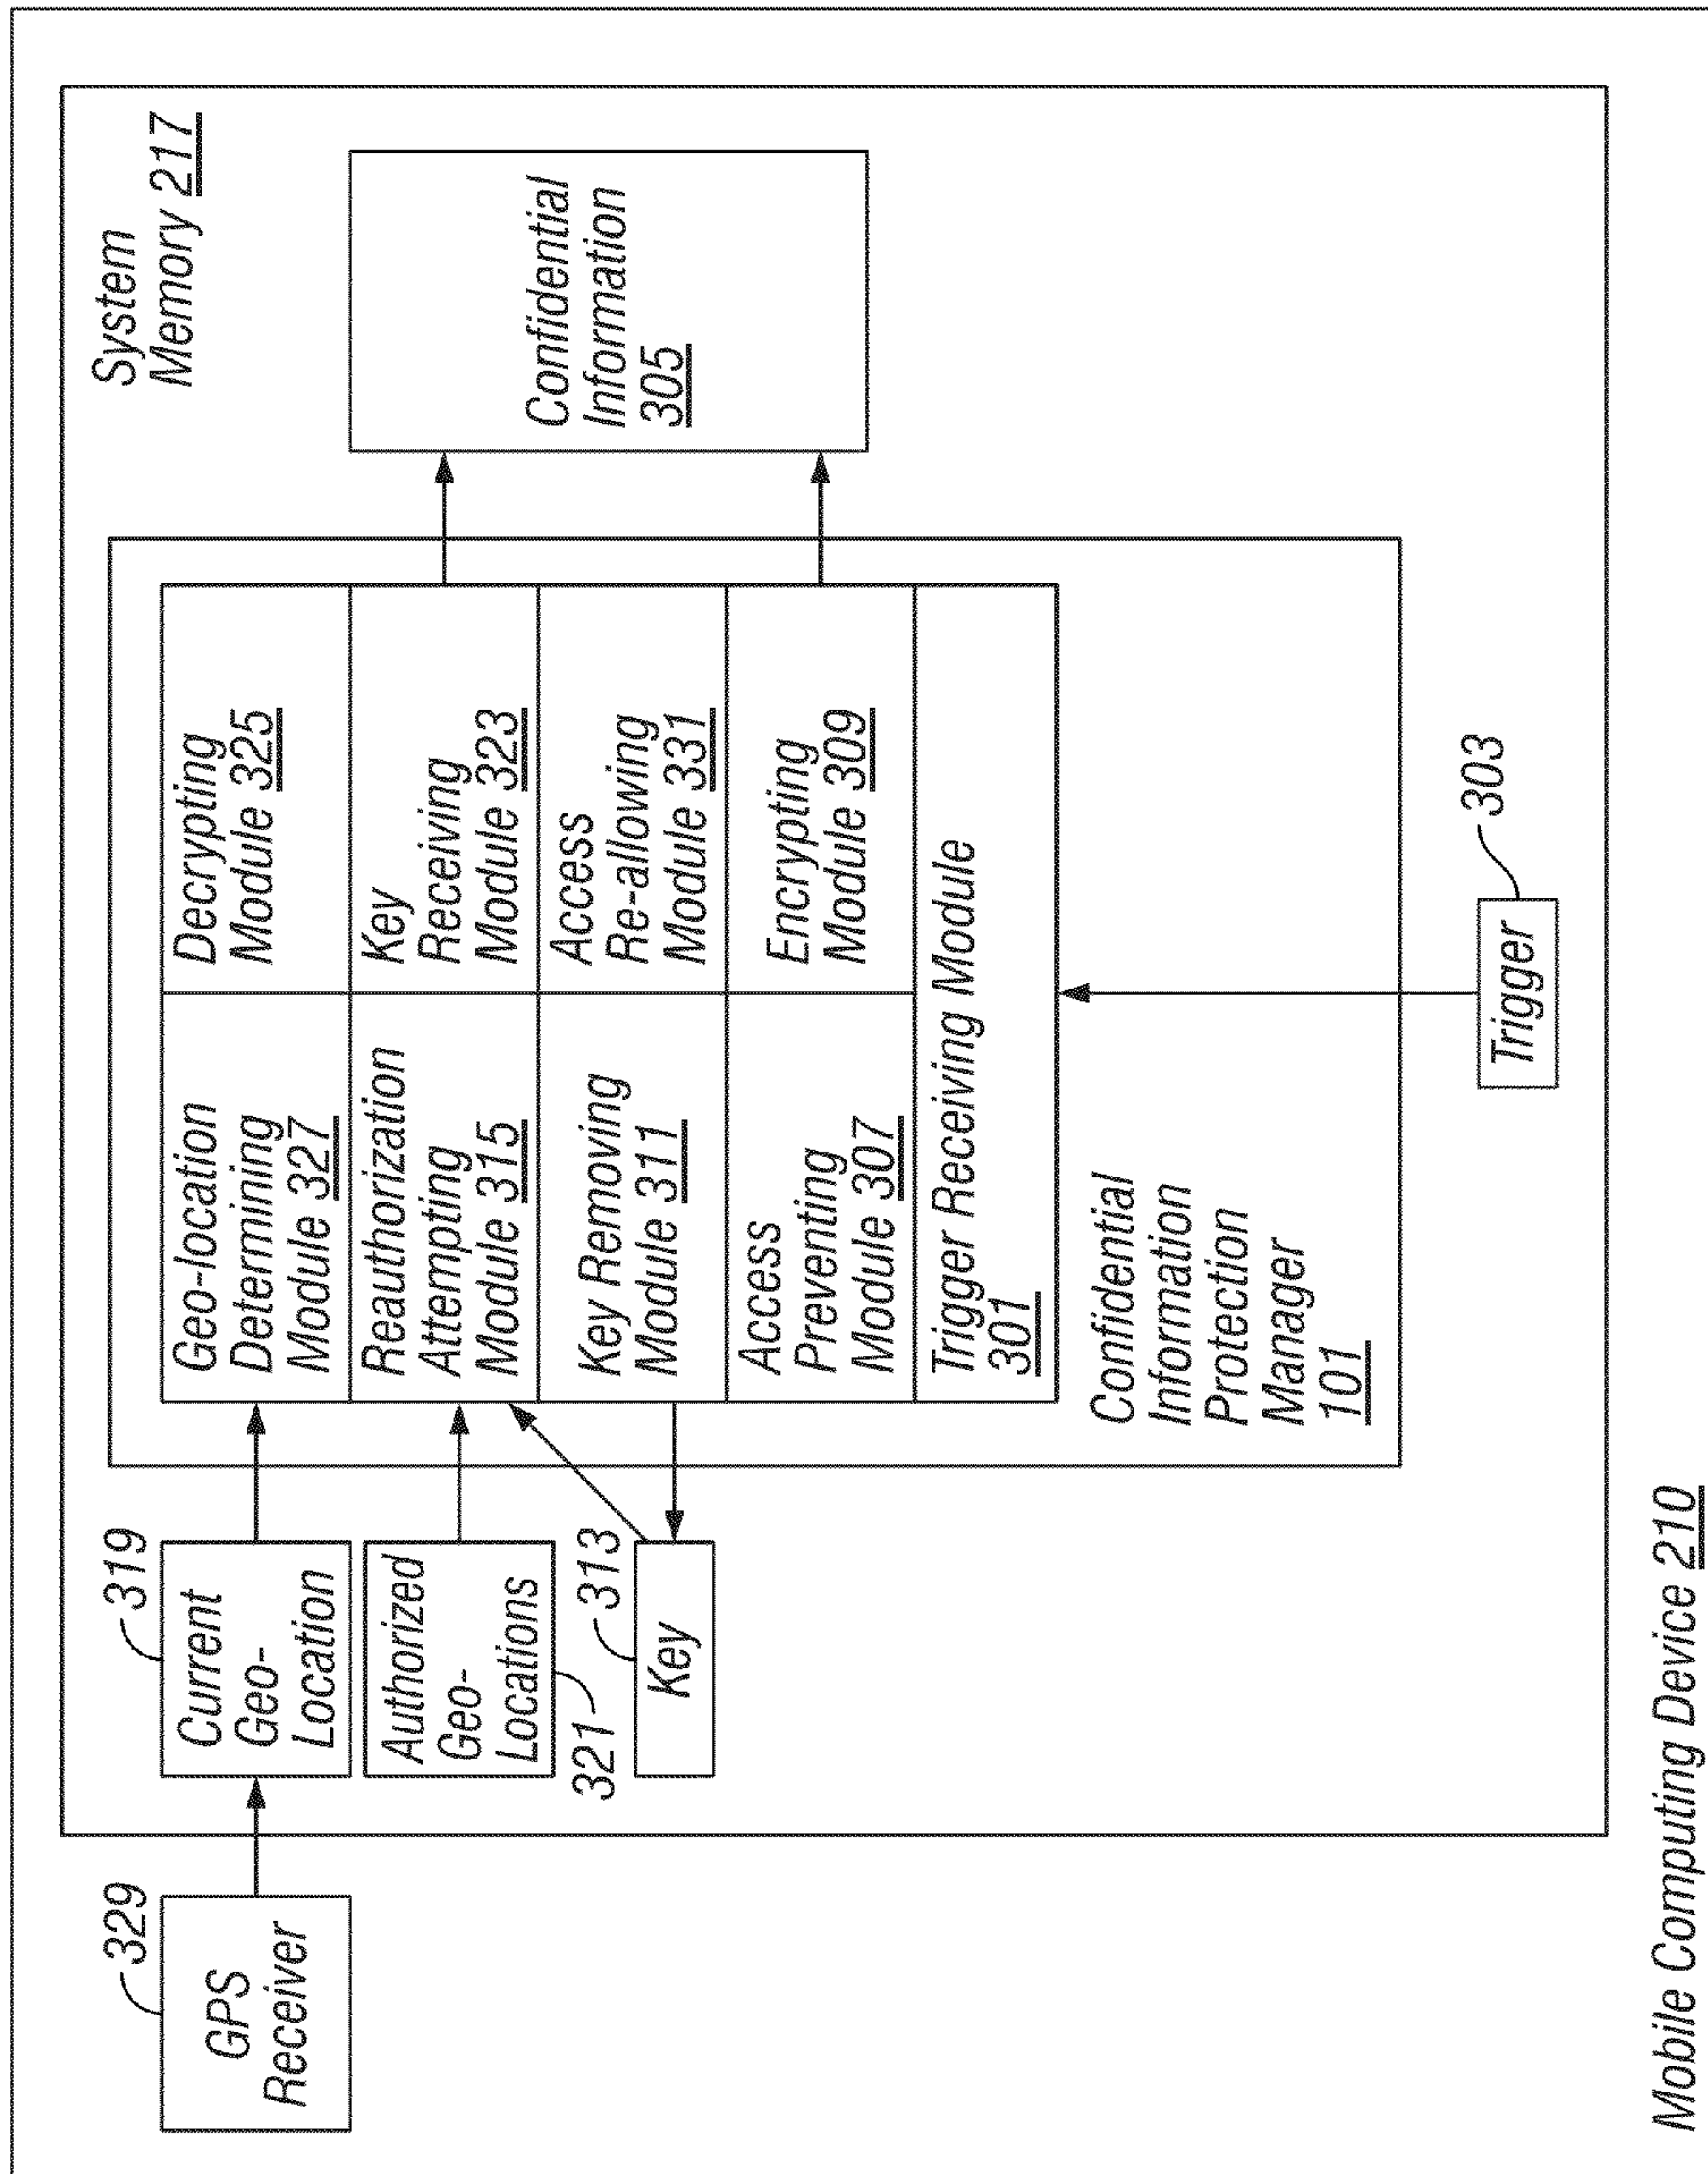 System
Memory 217
329
GPS
Receiver
319
Current
Geo-
Location
Authorized
Geo-
Locations
321
313
Key
Geo-location
Determining
Module 327
Decrypting
Module 325
Reauthorization
Attempting
Module 315
Key
Receiving
Module 323
Key Removing
Module 311
Access
Re-allowing
Module 331
Access
Preventing
Module 307
Encrypting
Module 309
Trigger Receiving Module
301
Confidential
Information
Protection
Manager
101
Confidential
Information
305
303
Trigger
Mobile Computing Device 210